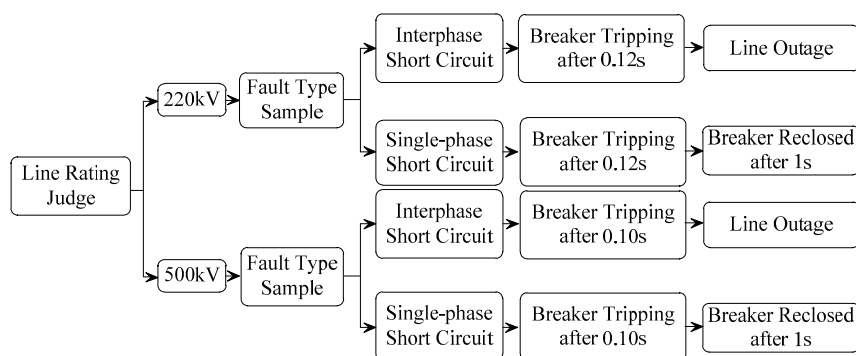 Line Rating
Judge
220kV
Fault Type
Sample
Interphase
Short Circuit
Breaker Tripping
after 0.12s
Line Outage
Single-phase
Short Circuit
Breaker Tripping
after 0.12s
Breaker Reclosed
after 1s
500kV
Fault Type
Sample
Interphase
Short Circuit
Breaker Tripping
after 0.10s
Line Outage
Single-phase
Short Circuit
Breaker Tripping
after 0.10s
Breaker Reclosed
after 1s